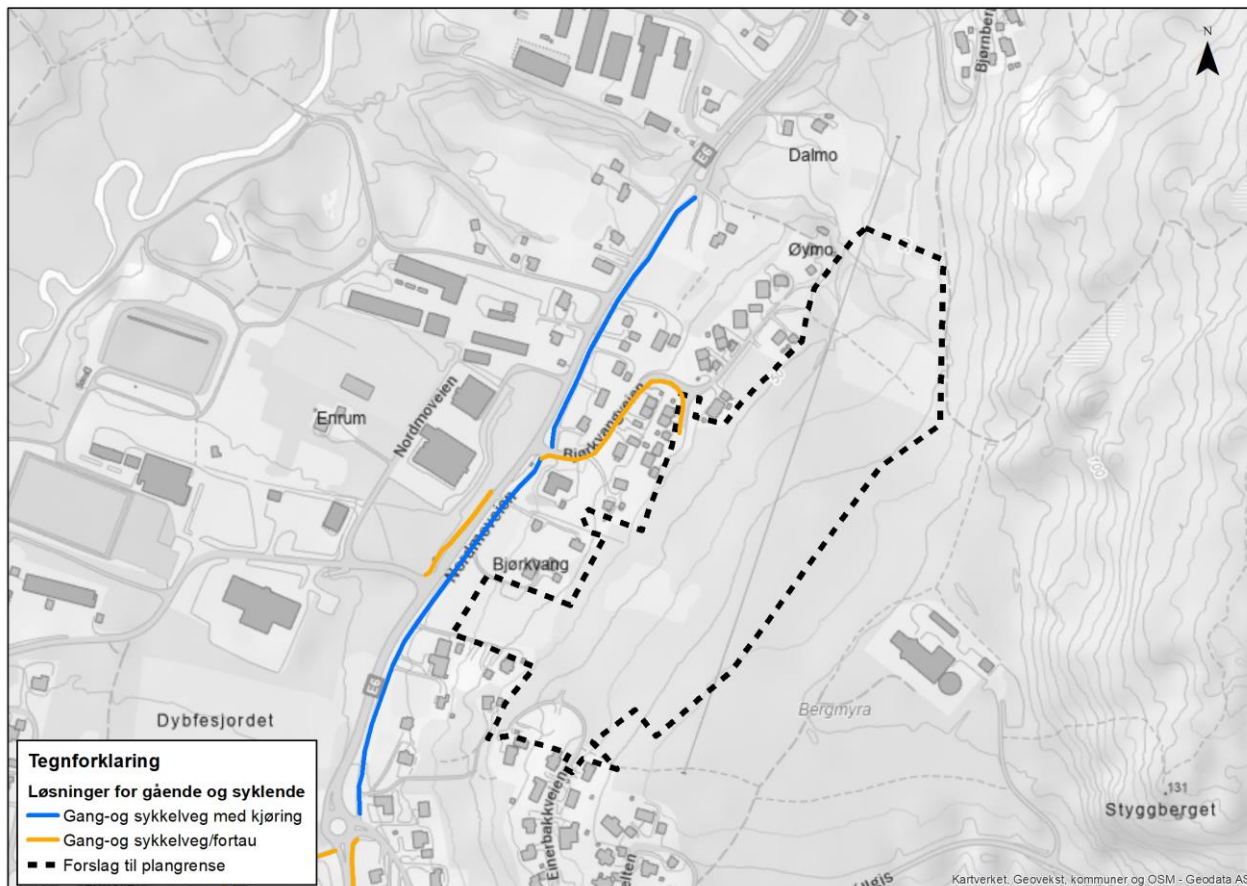 Bjørnber
N
E6
Dalmo
Øymo
Bjørkvangveien
Nordmoveien
Enrum
Nordmoveien
Bjørkvang
E6
Dybfesjordet
Bergmyra
100
131
Styggberget
Einerbakkveien
elten
Tegnforklaring
Løsninger for gående og syklende
Gang-og sykkelveg med kjøring
Gang-og sykkelveg/fortau
Forslag til plangrense
Kartverket, Geovekst, kommuner og OSM - Geodata AS